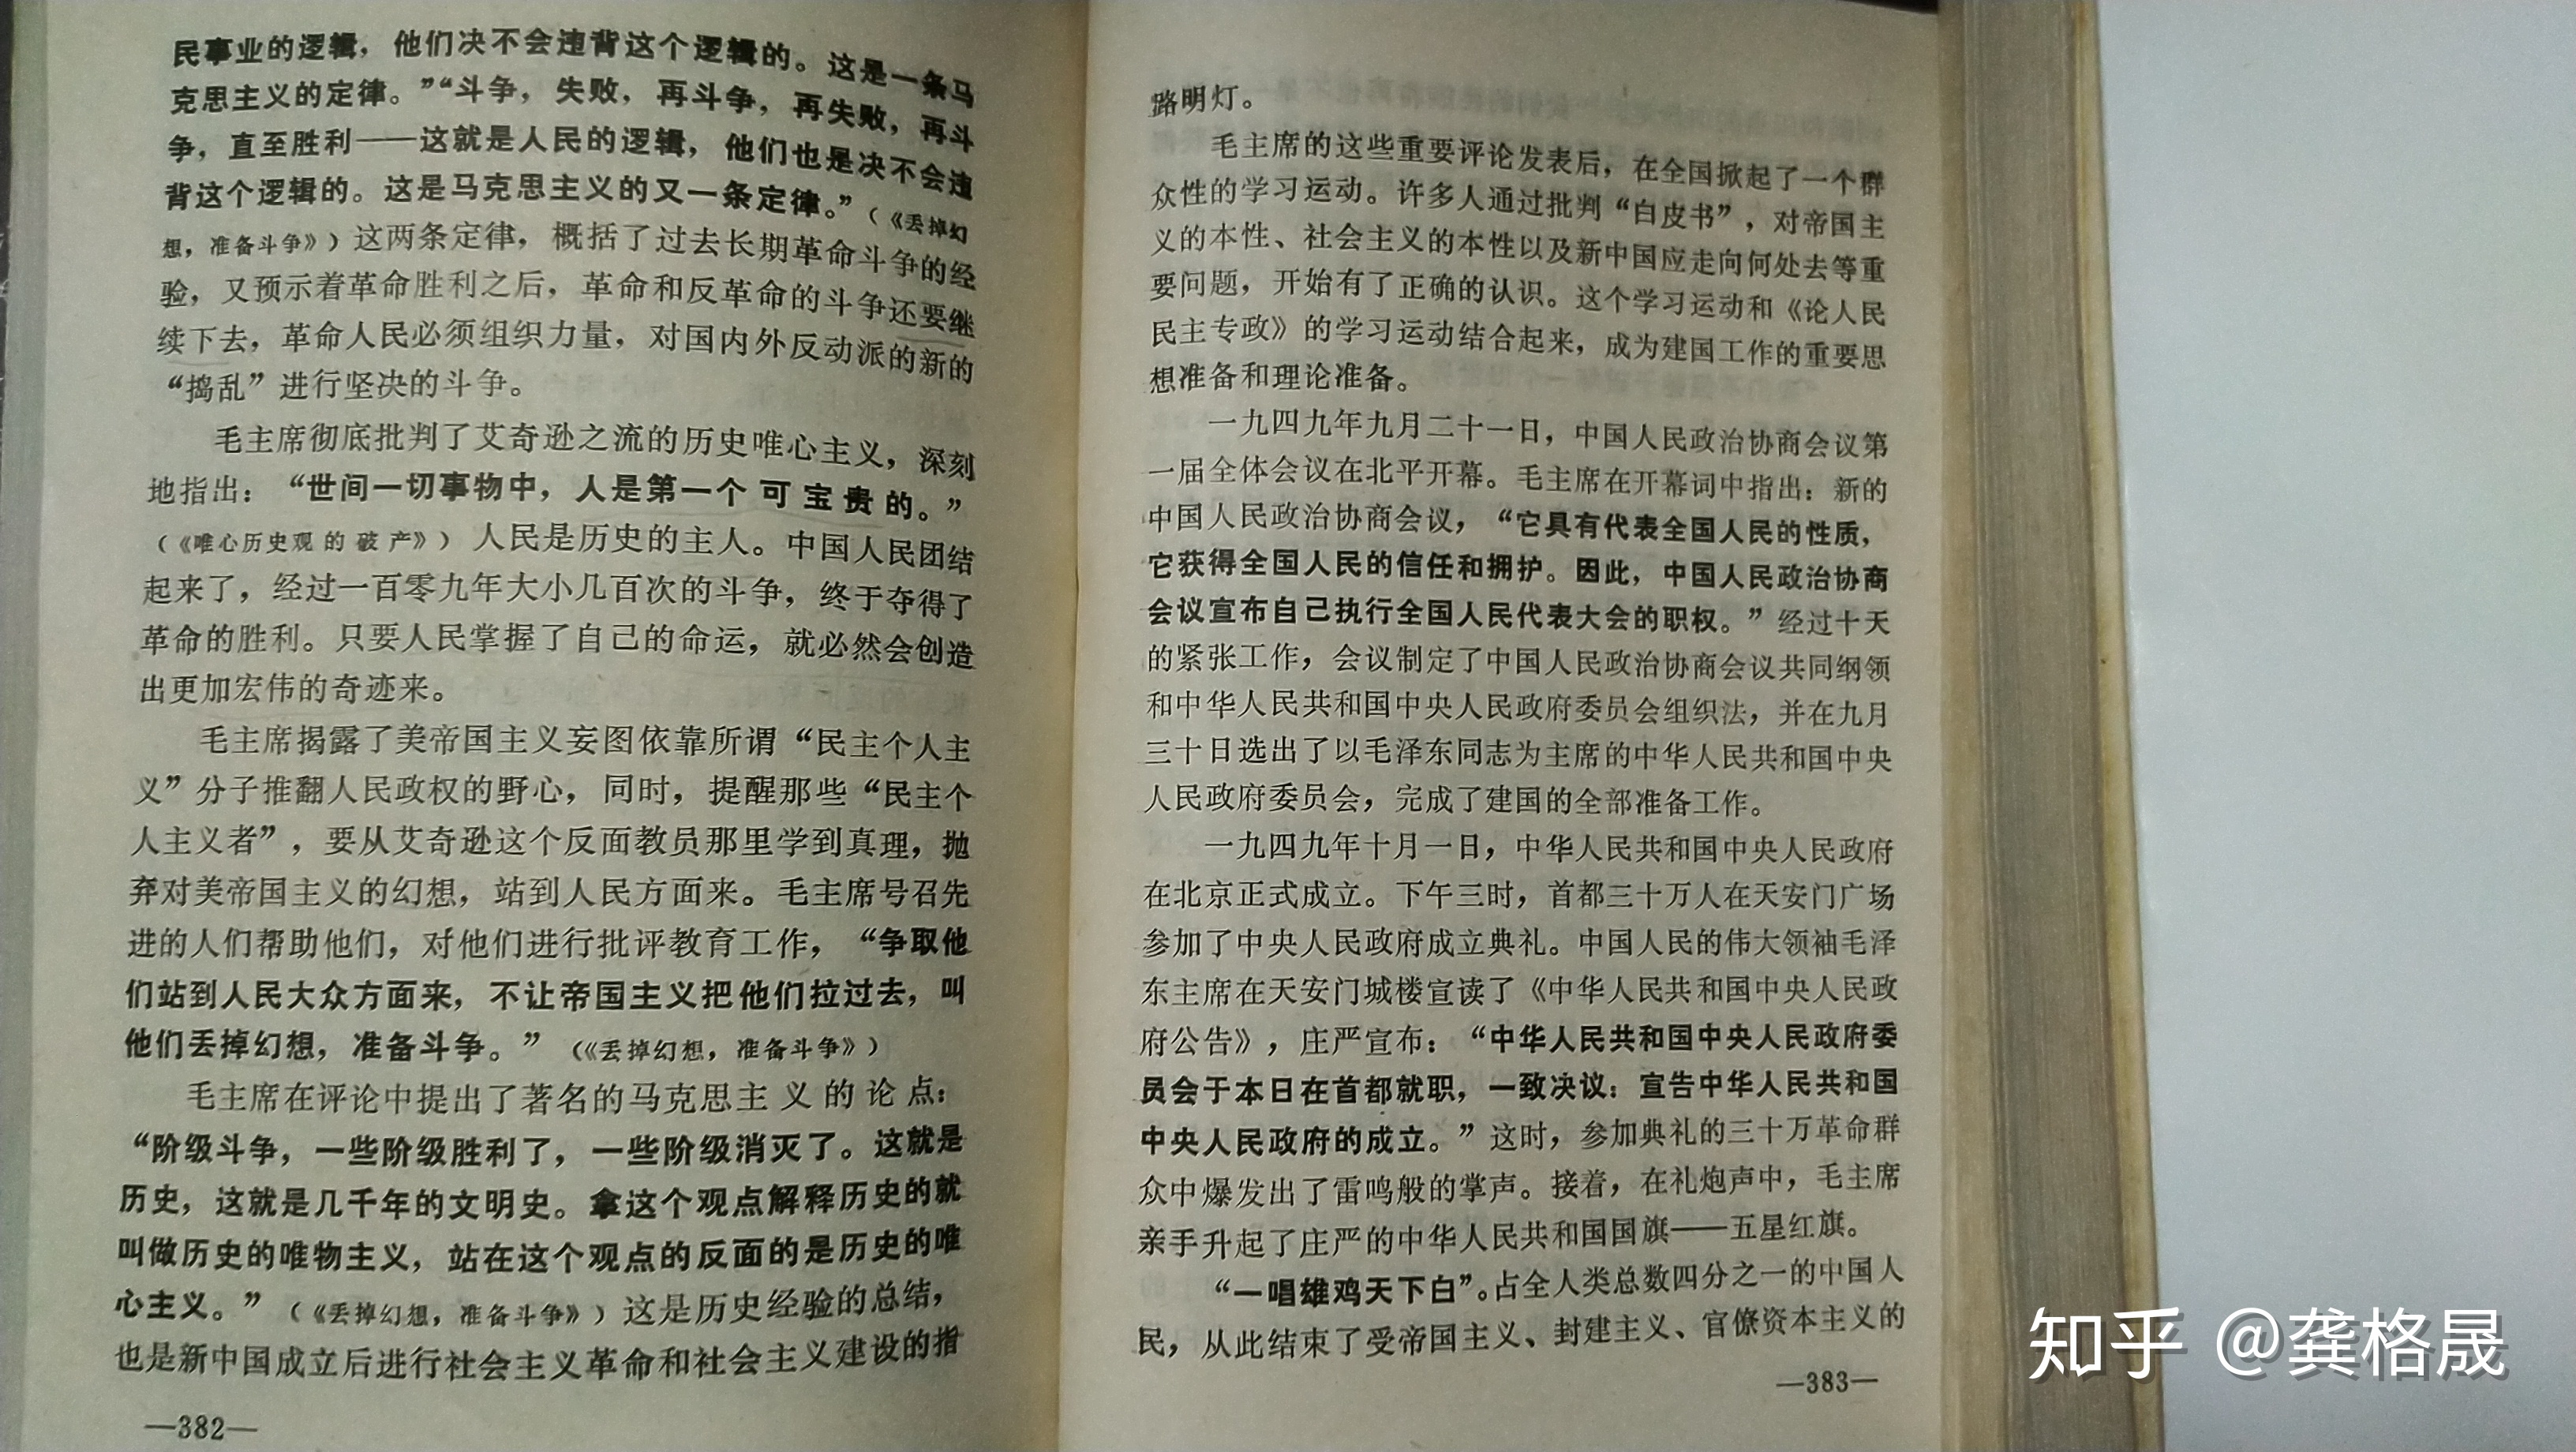 民事业的逻辑，他们决不会违背这个逻辑的。这是一条马
克思主义的定律。”“斗争，失败，再斗争，再失败，再斗
争，直至胜利——这就是人民的逻辑，他们也是决不会违
背这个逻辑的。这是马克思主义的又一条定律。”（《丢掉幻
想，准备斗争》）这两条定律，概括了过去长期革命斗争的经
验，又预示着革命胜利之后，革命和反革命的斗争还要继
续下去，革命人民必须组织力量，对国内外反动派的新的
“捣乱”进行坚决的斗争。
毛主席彻底批判了艾奇逊之流的历史唯心主义，深刻
地指出：“世间一切事物中，人是第一个可宝贵的。”
（《唯心历史观的破产》）人民是历史的主人。中国人民团结
起来了，经过一百零九年大小几百次的斗争，终于夺得了
革命的胜利。只要人民掌握了自己的命运，就必然会创造
出更加宏伟的奇迹来。
毛主席揭露了美帝国主义妄图依靠所谓“民主个人主
义”分子推翻人民政权的野心，同时，提醒那些“民主个
人主义者”，要从艾奇逊这个反面教员那里学到真理，抛
弃对美帝国主义的幻想，站到人民方面来。毛主席号召先
进的人们帮助他们，对他们进行批评教育工作，“争取他
们站到人民大众方面来，不让帝国主义把他们拉过去，叫
他们丢掉幻想，准备斗争。”（《丢掉幻想，准备斗争》）
毛主席在评论中提出了著名的马克思主义的论点：
“阶级斗争，一些阶级胜利了，一些阶级消灭了。这就是
历史，这就是几千年的文明史。拿这个观点解释历史的就
叫做历史的唯物主义，站在这个观点的反面的是历史的唯
心主义。”（《丢掉幻想，准备斗争》）这是历史经验的总结，
也是新中国成立后进行社会主义革命和社会主义建设的指
—382—
路明灯。
毛主席的这些重要评论发表后，在全国掀起了一个群
众性的学习运动。许多人通过批判“白皮书”，对帝国主
义的本性、社会主义的本性以及新中国应走向何处去等重
要问题，开始有了正确的认识。这个学习运动和《论人民
民主专政》的学习运动结合起来，成为建国工作的重要思
想准备和理论准备。
一九四九年九月二十一日，中国人民政治协商会议第
一届全体会议在北平开幕。毛主席在开幕词中指出：新的
中国人民政治协商会议，“它具有代表全国人民的性质，
它获得全国人民的信任和拥护。因此，中国人民政治协商
会议宣布自己执行全国人民代表大会的职权。”经过十天
的紧张工作，会议制定了中国人民政治协商会议共同纲领
和中华人民共和国中央人民政府委员会组织法，并在九月
三十日选出了以毛泽东同志为主席的中华人民共和国中央
人民政府委员会，完成了建国的全部准备工作。
一九四九年十月一日，中华人民共和国中央人民政府
在北京正式成立。下午三时，首都三十万人在天安门广场
参加了中央人民政府成立典礼。中国人民的伟大领袖毛泽
东主席在天安门城楼宣读了《中华人民共和国中央人民政
府公告》，庄严宣布：“中华人民共和国中央人民政府委
员会于本日在首都就职，一致决议：宣告中华人民共和国
中央人民政府的成立。”这时，参加典礼的三十万革命群
众中爆发出了雷鸣般的掌声。接着，在礼炮声中，毛主席
亲手升起了庄严的中华人民共和国国旗——五星红旗。
“一唱雄鸡天下白”。占全人类总数四分之一的中国人
民，从此结束了受帝国主义、封建主义、官僚资本主义的
—383—
知乎 @龚格晟